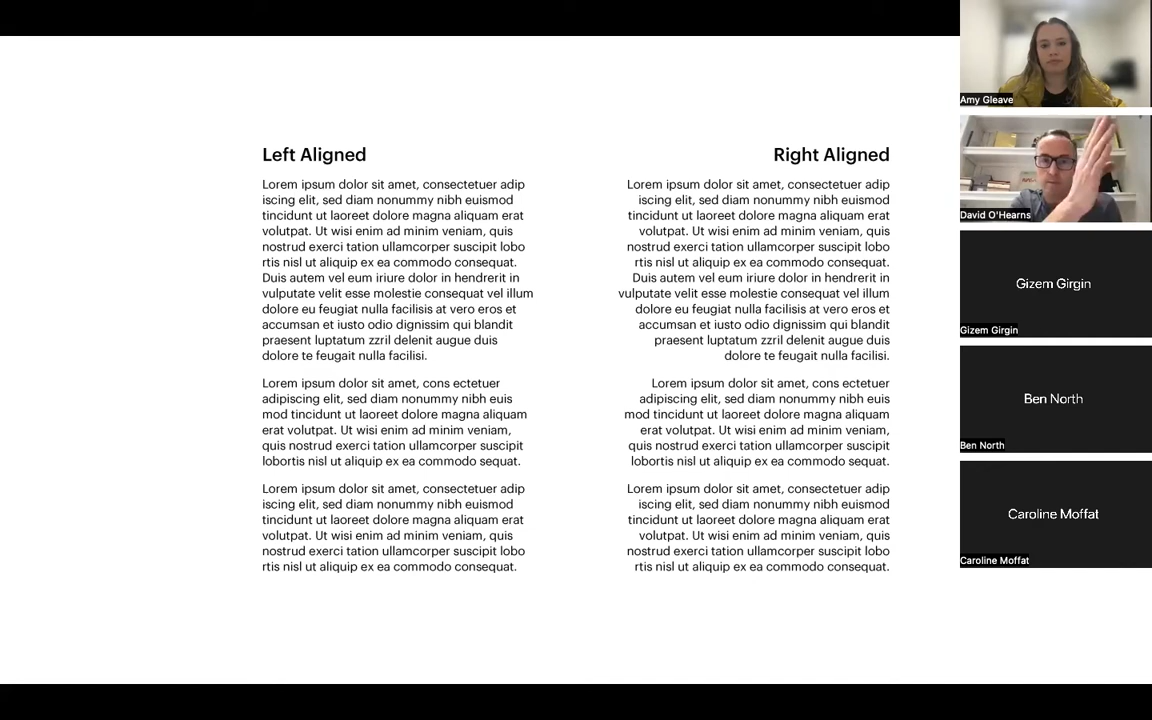 Left Aligned
Lorem ipsum dolor sit amet, consectetuer adip
iscing elit, sed diam nonummy nibh euismod
tincidunt ut laoreet dolore magna aliquam erat
volutpat. Ut wisi enim ad minim veniam, quis
nostrud exerci tation ullamcorper suscipit lobo
rtis nisl ut aliquip ex ea commodo consequat.
Duis autem vel eum iriure dolor in hendrerit in
vulputate velit esse molestie consequat vel illum
dolore eu feugiat nulla facilisis at vero eros et
accumsan et iusto odio dignissim qui blandit
praesent luptatum zzril delenit augue duis
dolore te feugait nulla facilisi.
Lorem ipsum dolor sit amet, cons ectetuer
adipiscing elit, sed diam nonummy nibh euis
mod tincidunt ut laoreet dolore magna aliquam
erat volutpat. Ut wisi enim ad minim veniam,
quis nostrud exerci tation ullamcorper suscipit
lobortis nisl ut aliquip ex ea commodo sequat.
Lorem ipsum dolor sit amet, consectetuer adip
iscing elit, sed diam nonummy nibh euismod
tincidunt ut laoreet dolore magna aliquam erat
volutpat. Ut wisi enim ad minim veniam, quis
nostrud exerci tation ullamcorper suscipit lobo
rtis nisl ut aliquip ex ea commodo consequat.
Right Aligned
Lorem ipsum dolor sit amet, consectetuer adip
iscing elit, sed diam nonummy nibh euismod
tincidunt ut laoreet dolore magna aliquam erat
volutpat. Ut wisi enim ad minim veniam, quis
nostrud exerci tation ullamcorper suscipit lobo
rtis nisl ut aliquip ex ea commodo consequat.
Duis autem vel eum iriure dolor in hendrerit in
vulputate velit esse molestie consequat vel illum
dolore eu feugiat nulla facilisis at vero eros et
accumsan et iusto odio dignissim qui blandit
praesent luptatum zzril delenit augue duis
dolore te feugait nulla facilisi.
Lorem ipsum dolor sit amet, cons ectetuer
adipiscing elit, sed diam nonummy nibh euis
mod tincidunt ut laoreet dolore magna aliquam
erat volutpat. Ut wisi enim ad minim veniam,
quis nostrud exerci tation ullamcorper suscipit
lobortis nisl ut aliquip ex ea commodo sequat.
Lorem ipsum dolor sit amet, consectetuer adip
iscing elit, sed diam nonummy nibh euismod
tincidunt ut laoreet dolore magna aliquam erat
volutpat. Ut wisi enim ad minim veniam, quis
nostrud exerci tation ullamcorper suscipit lobo
rtis nisl ut aliquip ex ea commodo consequat.
Amy Gleave
David O'Hearns
Gizem Girgin
Gizem Girgin
Ben North
Ben North
Caroline Moffat
Caroline Moffat